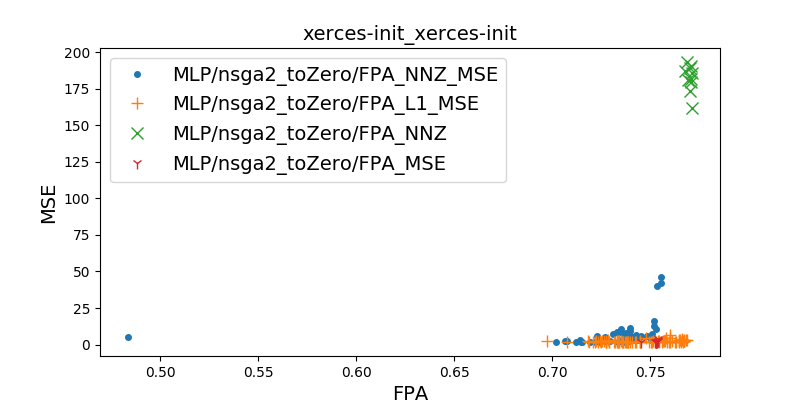 xerces-init_xerces-init
200
175
150
125
100
75
50
25
0
MSE
MLP/nsga2_toZero/FPA_NNZ_MSE
MLP/nsga2_toZero/FPA_L1_MSE
MLP/nsga2_toZero/FPA_NNZ
MLP/nsga2_toZero/FPA_MSE
0.50 0.55 0.60 0.65 0.70 0.75
FPA